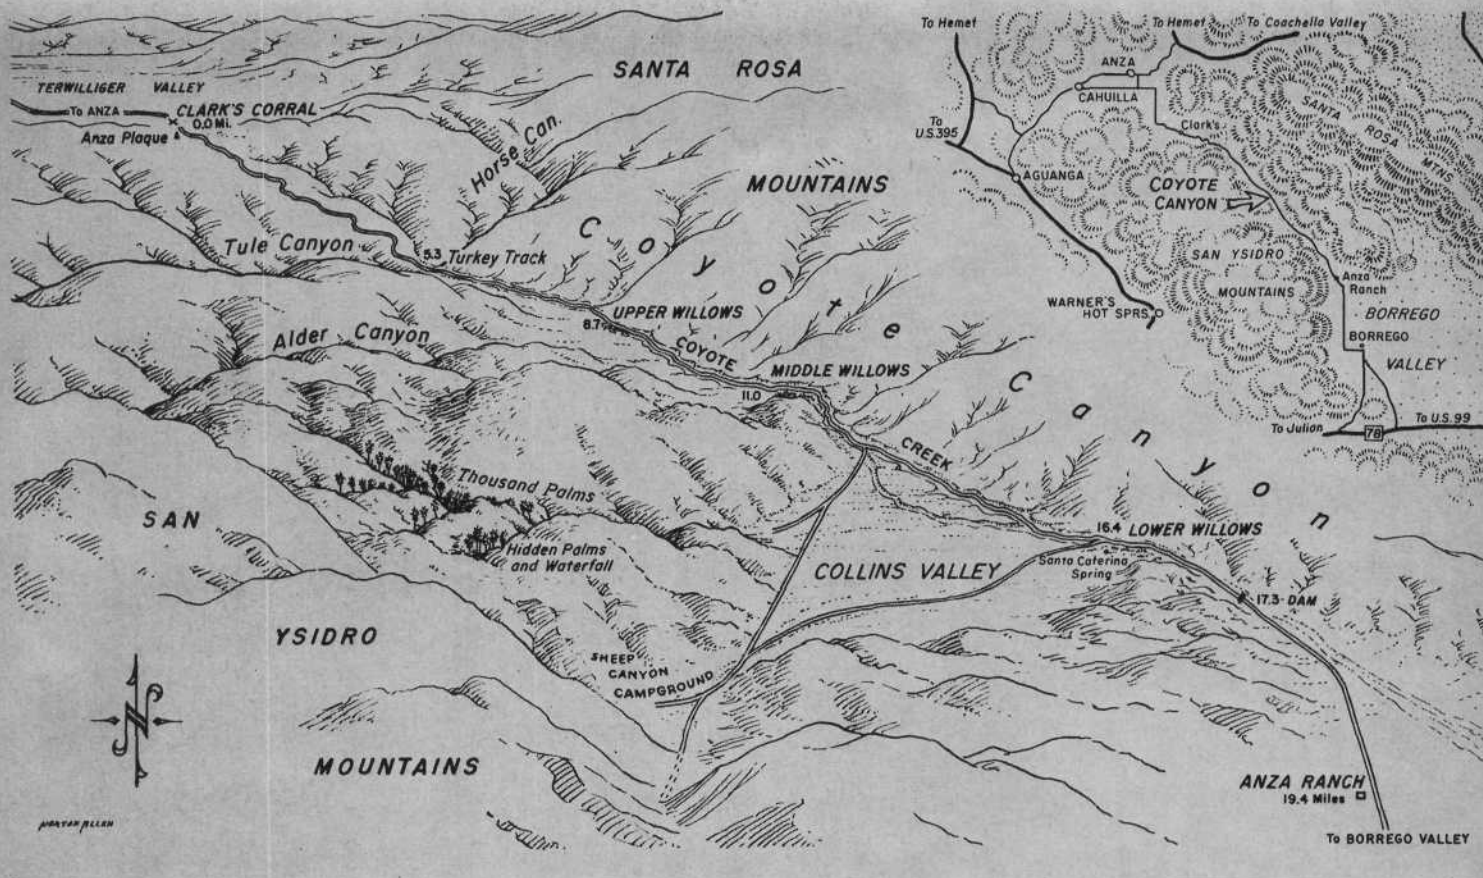 TERWILLIGER VALLEY
To ANZA
CLARK'S CORRAL
0.0 Mi.
Anza Plaque
SANTA ROSA
MOUNTAINS
Horse Can.
Coyote Canyon
Tule Canyon
5.3 Turkey Track
UPPER WILLOWS
8.7
COYOTE CREEK
Alder Canyon
MIDDLE WILLOWS
11.0
Thousand Palms
Hidden Palms
and Waterfall
SAN
YSIDRO
MOUNTAINS
COLLINS VALLEY
16.4 LOWER WILLOWS
Santa Caterina
Spring
17.3 - DAM
SHEEP
CANYON
CAMPGROUND
ANZA RANCH
19.4 Miles
To BORREGO VALLEY
N
NORTON ALLEN
To Hemet
To Hemet
To Coachella Valley
ANZA
CAHUILLA
To
U.S. 395
Clark's
SANTA ROSA MTNS
AGUANGA
COYOTE
CANYON
SAN YSIDRO
MOUNTAINS
Anza
Ranch
WARNER'S
HOT SPRS.
BORREGO
BORREGO
VALLEY
To Julian
78
To U.S. 99